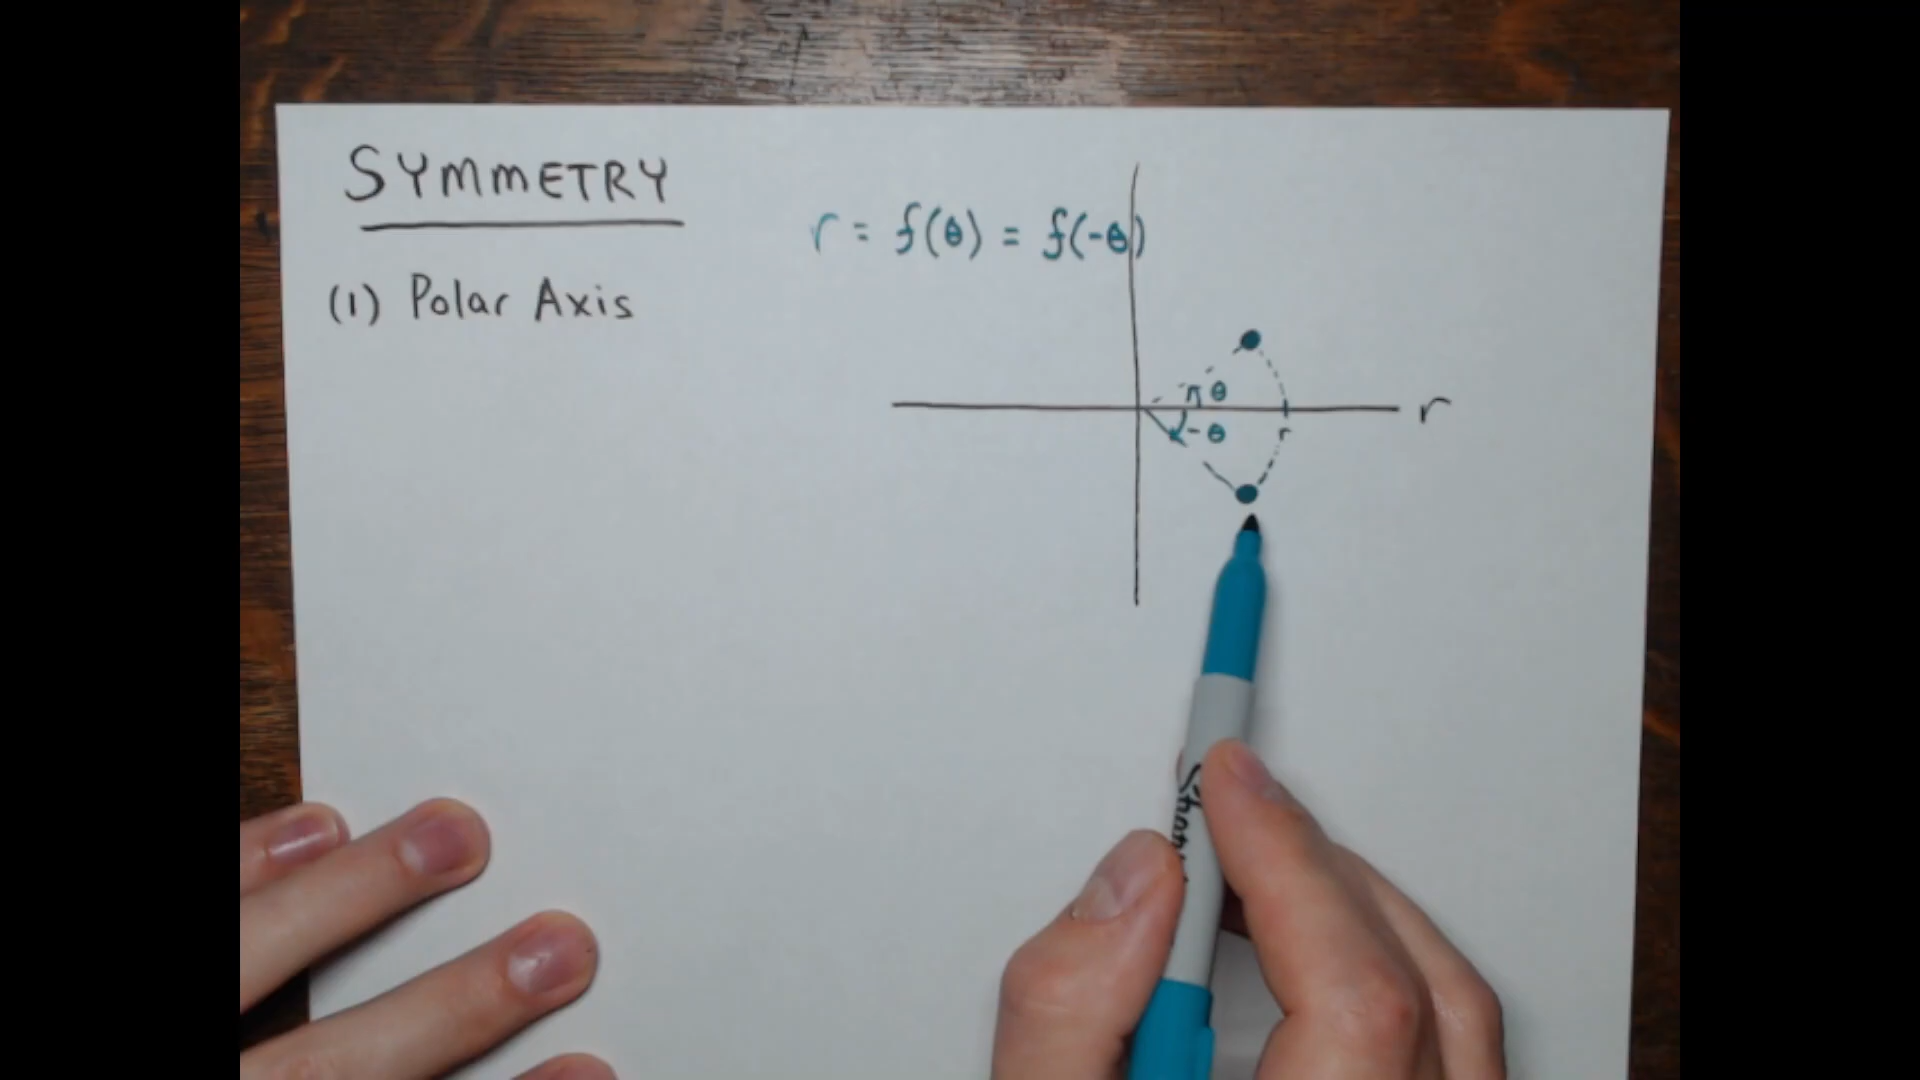 SYMMETRY
r = f(θ) = f(-θ)
(1) Polar Axis
θ
r
-θ
r